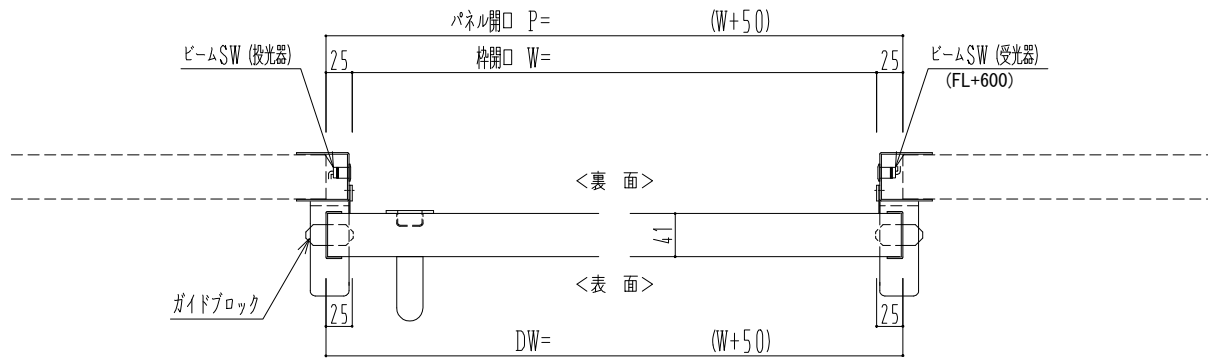 パネル開口 P= (W+50)
ビームSW (投光器)
25
枠開口 W=
25
ビームSW (受光器)
(FL+600)
<裏 面>
41
<表 面>
ガイドブロック
25
25
DW= (W+50)